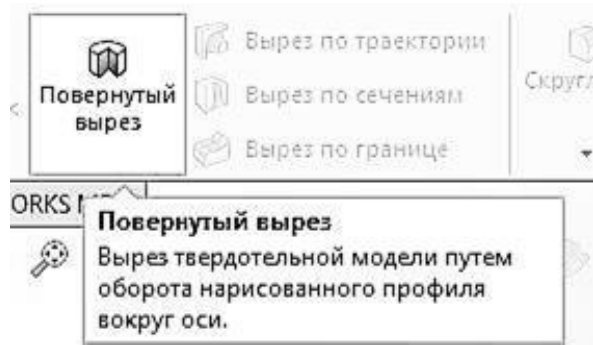 Вырез по траектории
Повернутый
вырез
Вырез по сечениям
Вырез по границе
Скругл
ORKS
Повернутый вырез
Вырез твердотельной модели путем
оборота нарисованного профиля
вокруг оси.